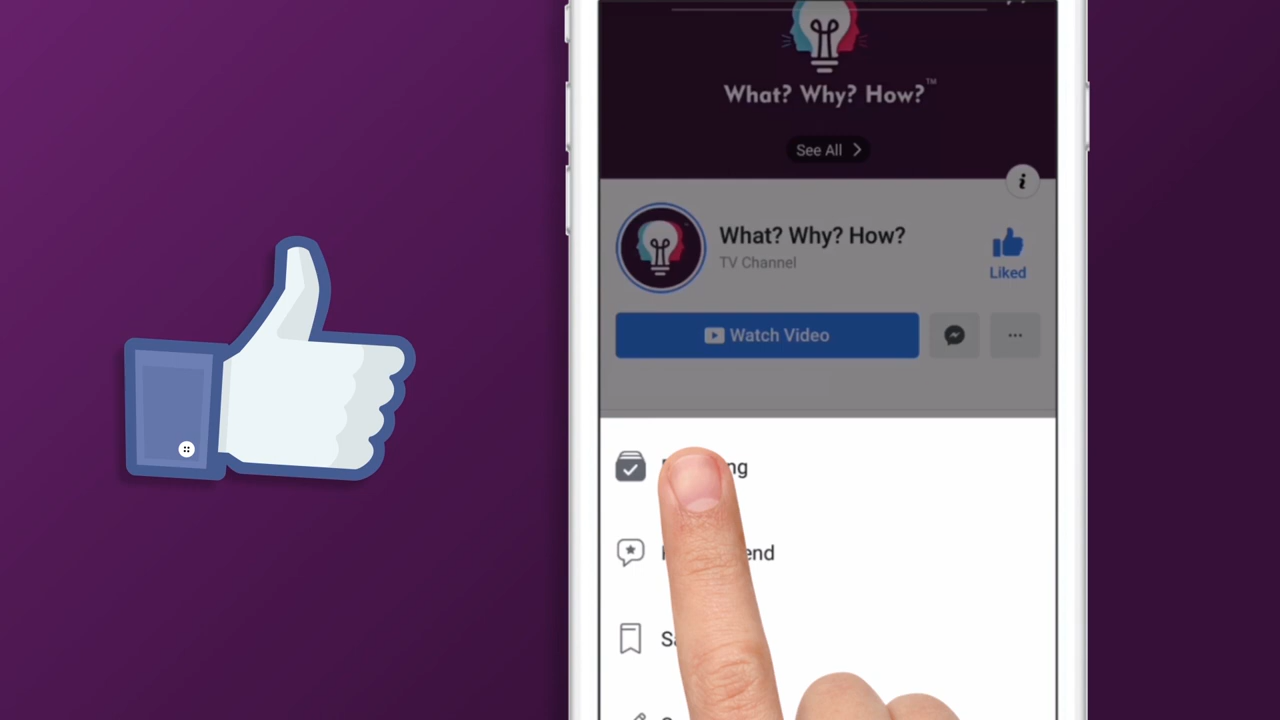 What? Why? How?™
See All
i
What? Why? How?
TV Channel
Liked
Watch Video